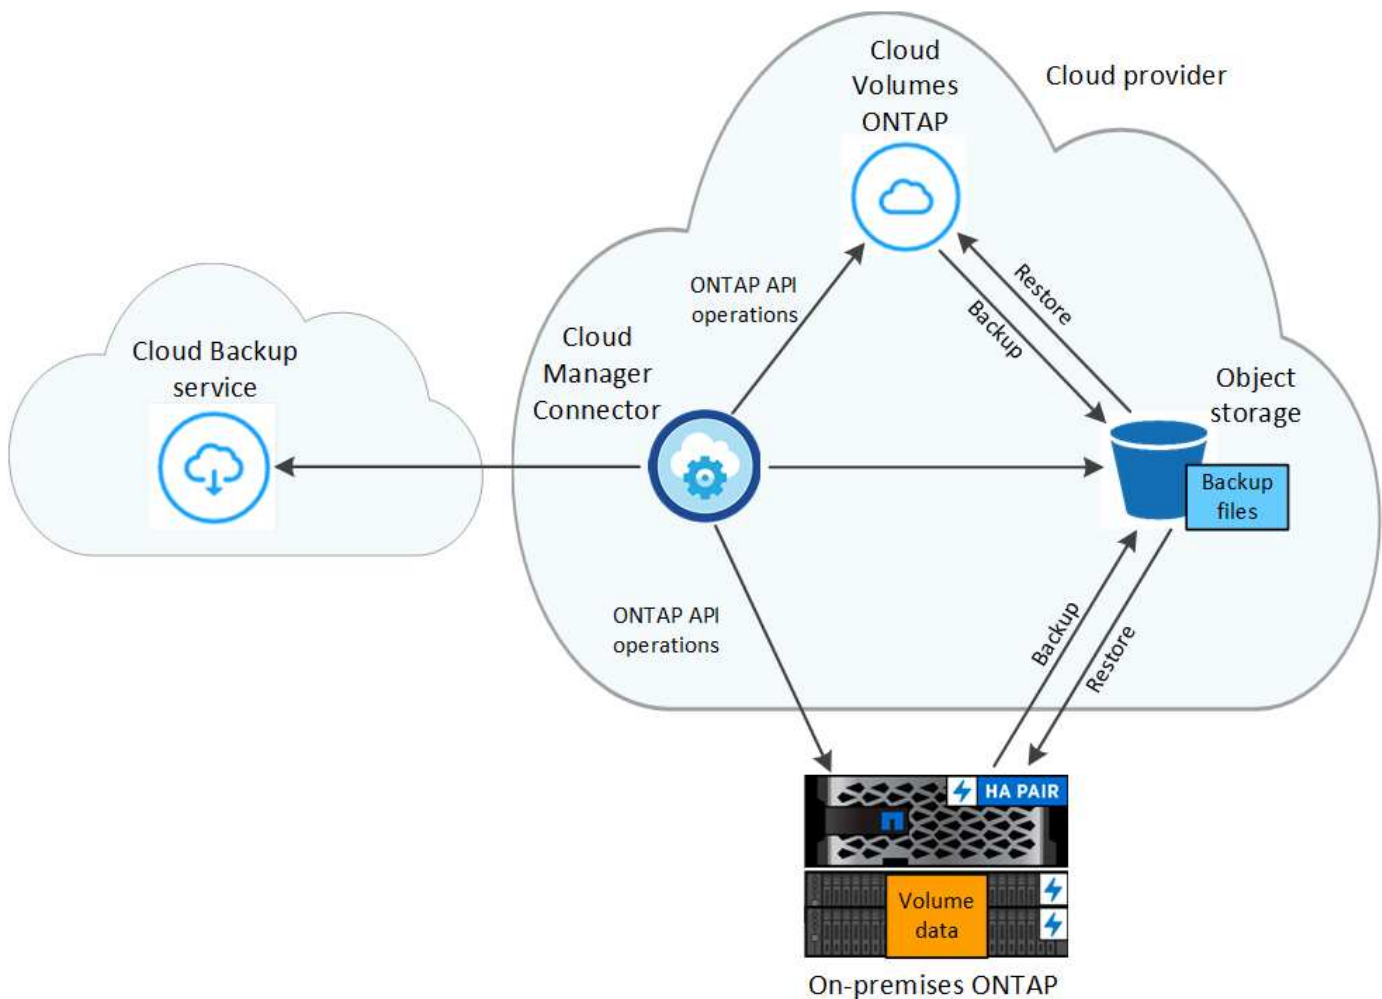 Cloud
Volumes
ONTAP
Cloud provider
ONTAP API
operations
Restore
Backup
Cloud Backup
service
Cloud
Manager
Connector
Object
storage
Backup
files
ONTAP API
operations
Backup
Restore
HA PAIR
Volume
data
On-premises ONTAP